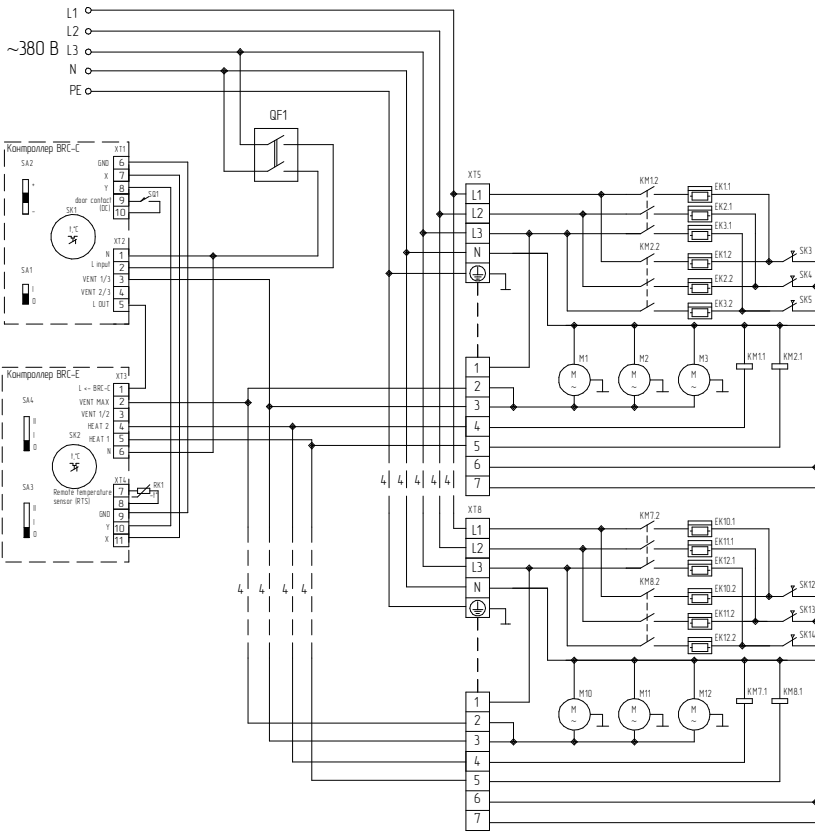 L1
L2
~380 В L3
N
PE
QF1
Контроллер BRC-C
XT1
SA2
+
-
GND 6
X 7
Y 8
door contact (DC) 9
10
SQ1
SK1
t,°C
XT2
N 1
L input 2
VENT 1/3 3
VENT 2/3 4
L OUT 5
SA1
I
0
Контроллер BRC-E
XT3
SA4
II
I
0
L <- BRC-C 1
VENT MAX 2
VENT 1/2 3
HEAT 2 4
HEAT 1 5
N 6
SK2
t,°C
XT4
Remote temperature sensor (RTS)
7
8
GND 9
Y 10
X 11
RK1
SA3
II
I
0
4 4 4 4
4 4 4 4 4
XT5
L1
L2
L3
N
1
2
3
4
5
6
7
KM1.2
KM2.2
EK1.1
EK2.1
EK3.1
EK1.2
EK2.2
EK3.2
SK3
SK4
SK5
M1
M ~
M2
M ~
M3
M ~
KM1.1
KM2.1
XT8
L1
L2
L3
N
1
2
3
4
5
6
7
KM7.2
KM8.2
EK10.1
EK11.1
EK12.1
EK10.2
EK11.2
EK12.2
SK12
SK13
SK14
M10
M ~
M11
M ~
M12
M ~
KM7.1
KM8.1